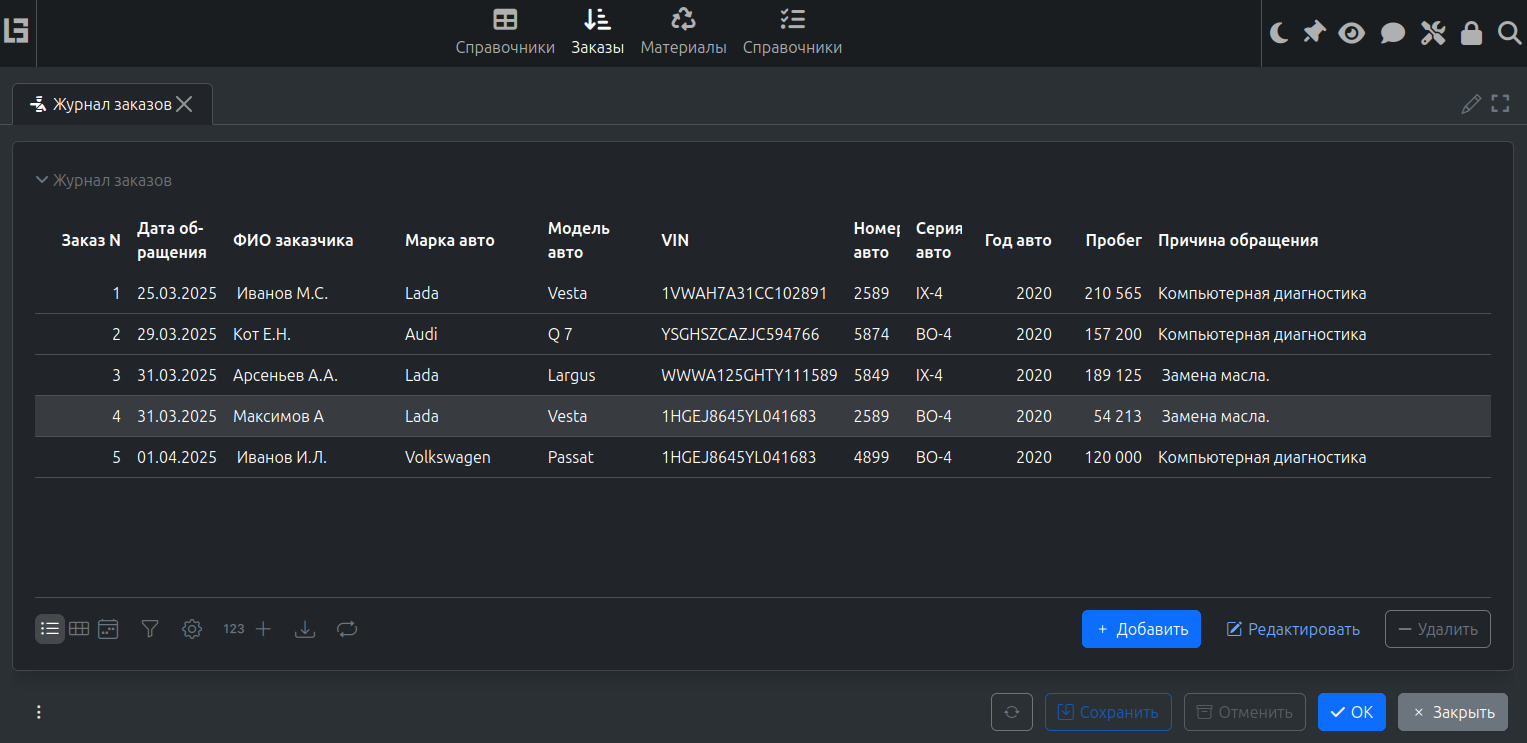 Справочники Заказы Материалы Справочники
Журнал заказов
Журнал заказов
Заказ N Дата об-ращения ФИО заказчика Марка авто Модель авто VIN Номер авто Серия авто Год авто Пробег Причина обращения
1 25.03.2025 Иванов М.С. Lada Vesta 1VWAH7A31CC102891 2589 IX-4 2020 210 565 Компьютерная диагностика
2 29.03.2025 Кот Е.Н. Audi Q 7 YSGHSZCAZJC594766 5874 BO-4 2020 157 200 Компьютерная диагностика
3 31.03.2025 Арсеньев А.А. Lada Largus WWWA125GHTY111589 5849 IX-4 2020 189 125 Замена масла.
4 31.03.2025 Максимов А Lada Vesta 1HGEJ8645YL041683 2589 BO-4 2020 54 213 Замена масла.
5 01.04.2025 Иванов И.Л. Volkswagen Passat 1HGEJ8645YL041683 4899 BO-4 2020 120 000 Компьютерная диагностика
123 + Добавить Редактировать — Удалить
Сохранить Отменить OK × Закрыть